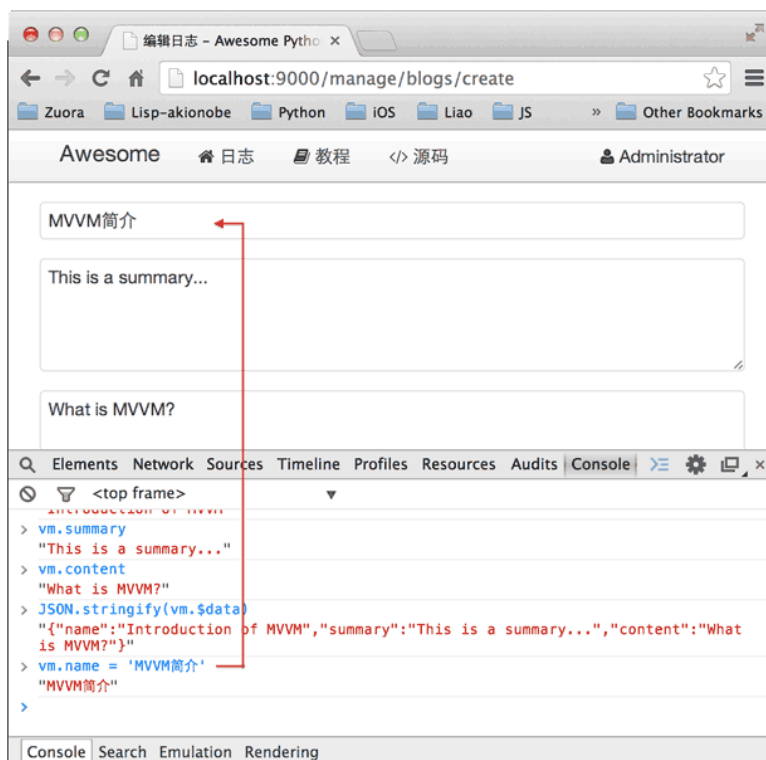 编辑日志 – Awesome Pytho
localhost:9000/manage/blogs/create
Zuora Lisp-akionobe Python iOS Liao JS » Other Bookmarks
Awesome 日志 教程 </> 源码 Administrator
MVVM简介
This is a summary...
What is MVVM?
Elements Network Sources Timeline Profiles Resources Audits Console
<top frame>
"Introduction of MVVM"
> vm.summary
"This is a summary..."
> vm.content
"What is MVVM?"
> JSON.stringify(vm.$data)
"{"name":"Introduction of MVVM","summary":"This is a summary...","content":"What
is MVVM?"}"
> vm.name = 'MVVM简介'
"MVVM简介"
>
Console Search Emulation Rendering